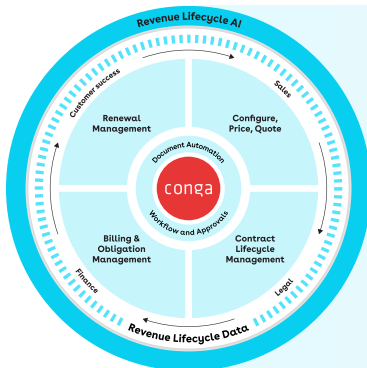 Revenue Lifecycle AI
Customer success
Sales
Renewal
Management
Configure,
Price, Quote
Document Automation
conga
Workflow and Approvals
Billing &
Obligation
Management
Contract
Lifecycle
Management
Finance
Legal
Revenue Lifecycle Data